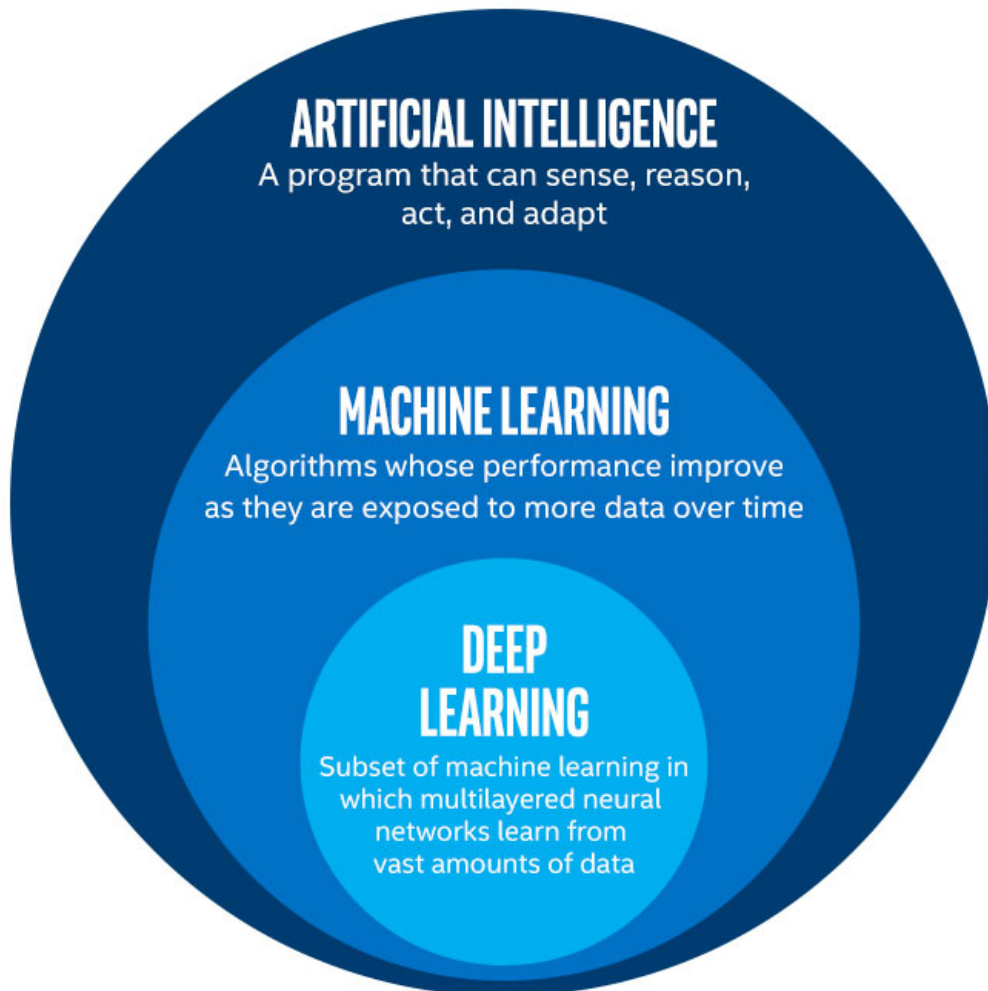 ARTIFICIAL INTELLIGENCE
A program that can sense, reason,
act, and adapt
MACHINE LEARNING
Algorithms whose performance improve
as they are exposed to more data over time
DEEP
LEARNING
Subset of machine learning in
which multilayered neural
networks learn from
vast amounts of data